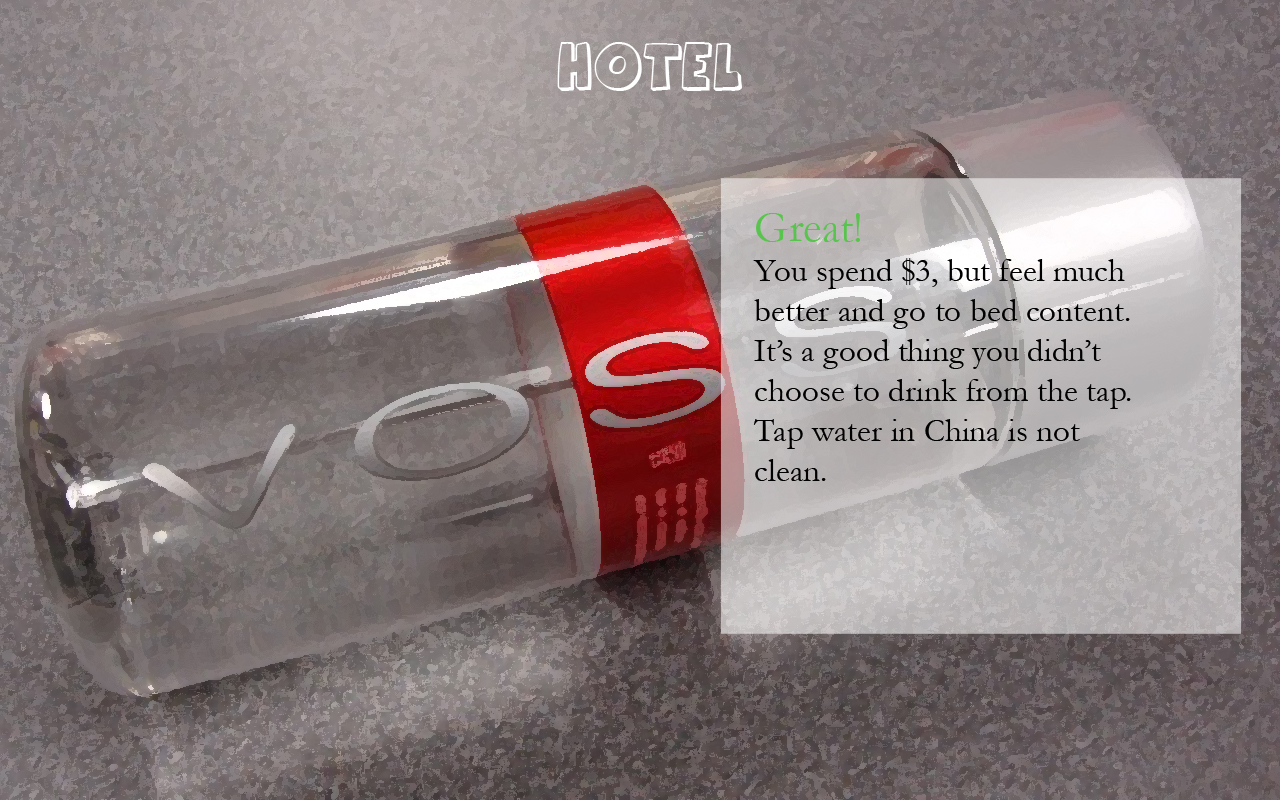 HOTEL
VOSS
Great!
You spend $3, but feel much
better and go to bed content.
It’s a good thing you didn’t
choose to drink from the tap.
Tap water in China is not
clean.